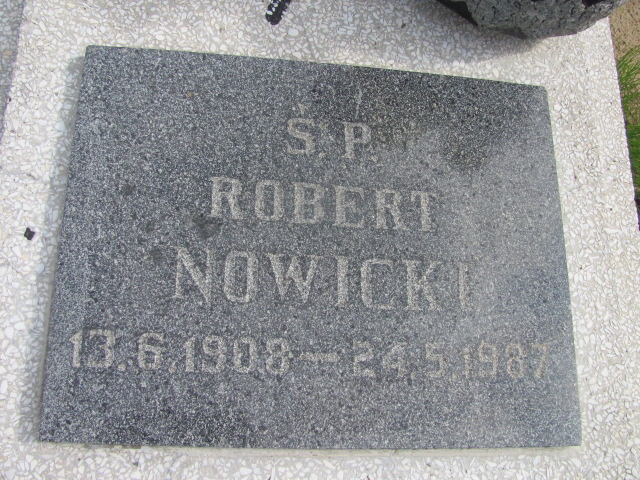 Ś.P.
ROBERT
NOWICKI
13.6.1908 — 24.5.1987